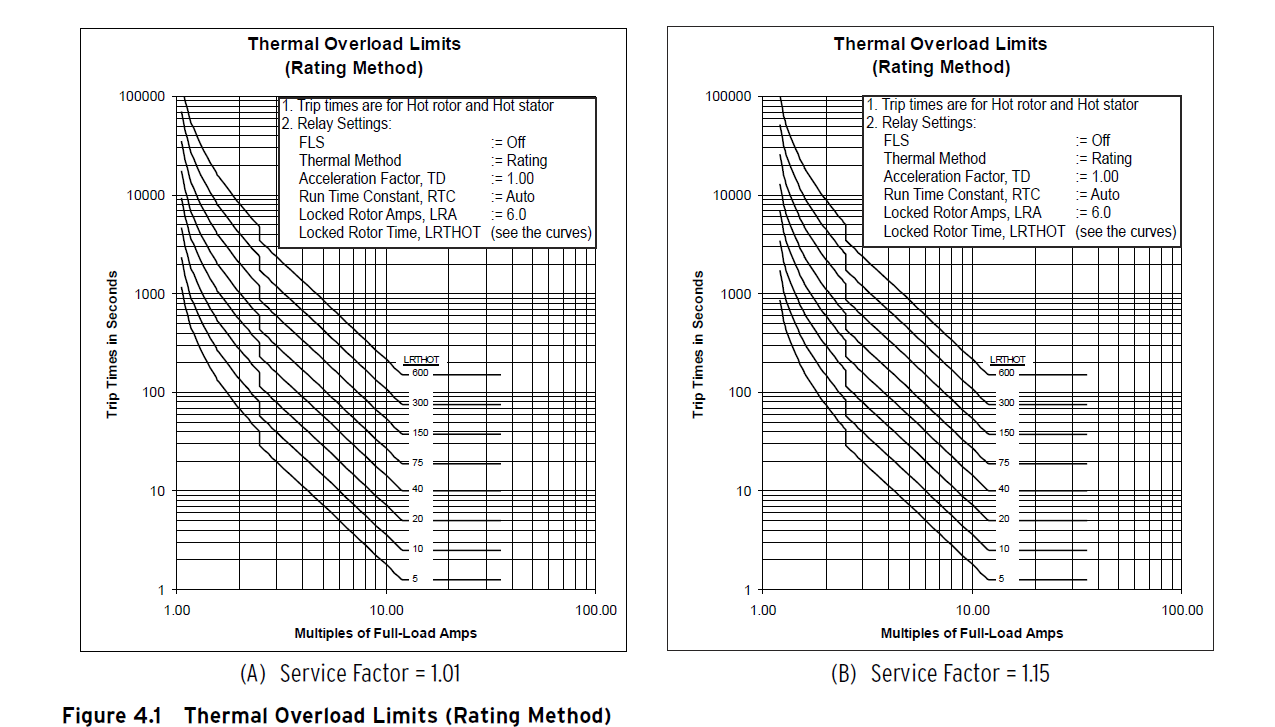 Thermal Overload Limits
(Rating Method)
1. Trip times are for Hot rotor and Hot stator
2. Relay Settings:
FLS := Off
Thermal Method := Rating
Acceleration Factor, TD := 1.00
Run Time Constant, RTC := Auto
Locked Rotor Amps, LRA := 6.0
Locked Rotor Time, LRTHOT (see the curves)
Trip Times in Seconds
100000
10000
1000
100
10
1
LRTHOT
600
300
150
75
40
20
10
5
1.00 10.00 100.00
Multiples of Full-Load Amps
(A) Service Factor = 1.01
Thermal Overload Limits
(Rating Method)
1. Trip times are for Hot rotor and Hot stator
2. Relay Settings:
FLS := Off
Thermal Method := Rating
Acceleration Factor, TD := 1.00
Run Time Constant, RTC := Auto
Locked Rotor Amps, LRA := 6.0
Locked Rotor Time, LRTHOT (see the curves)
Trip Times in Seconds
100000
10000
1000
100
10
1
LRTHOT
600
300
150
75
40
20
10
5
1.00 10.00 100.00
Multiples of Full-Load Amps
(B) Service Factor = 1.15
Figure 4.1 Thermal Overload Limits (Rating Method)